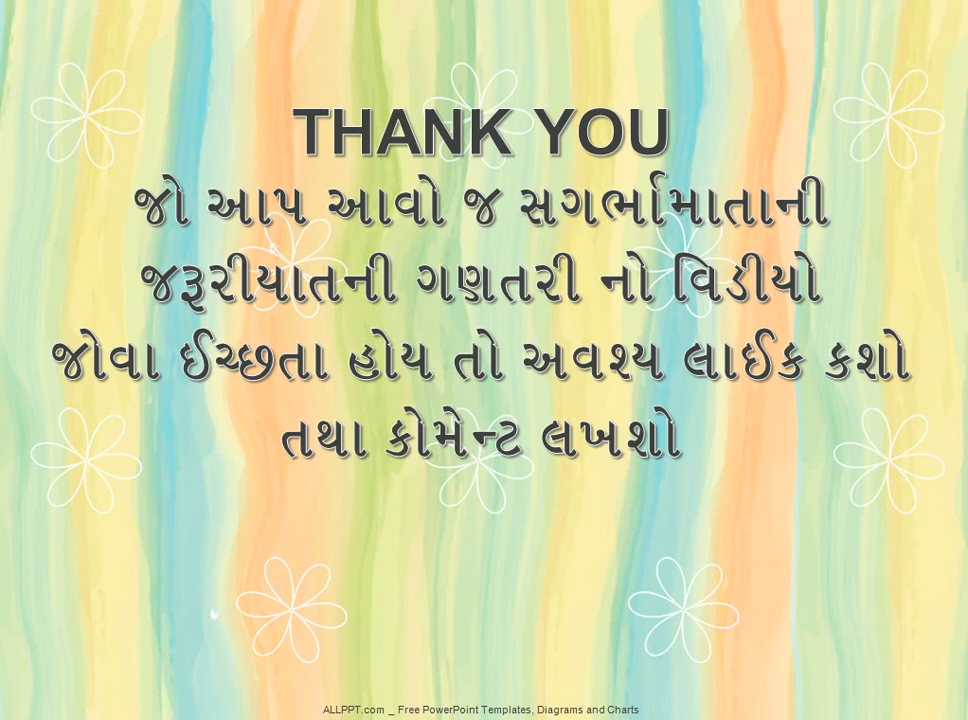 THANK YOU
જો આપ આવો જ સગર્ભામાતાની
જરૂરીયાતની ગણતરી નો વિડીયો
જોવા ઈચ્છતા હોય તો અવશ્ય લાઈક કશો
તથા કોમેન્ટ લખશો
ALLPPT.com _ Free PowerPoint Templates, Diagrams and Charts